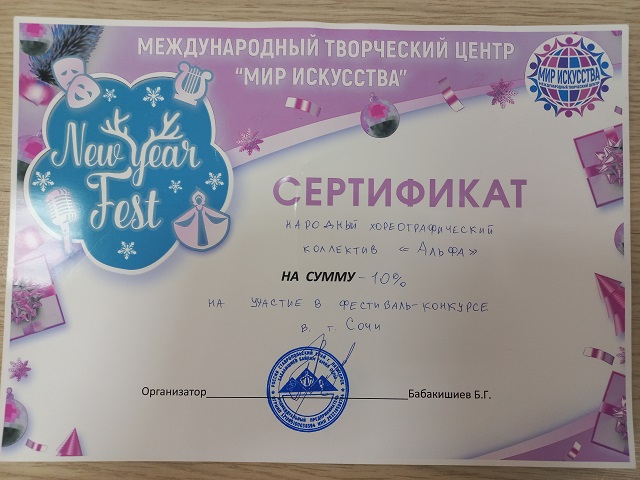 МЕЖДУНАРОДНЫЙ ТВОРЧЕСКИЙ ЦЕНТР
"МИР ИСКУССТВА"
МИР ИСКУССТВА
New Year
Fest
СЕРТИФИКАТ
НАРОДНЫЙ ХОРЕОГРАФИЧЕСКИЙ
КОЛЛЕКТИВ «АЛЬФА»
НА СУММУ - 10%
НА УЧАСТИЕ В ФЕСТИВАЛЬ-КОНКУРСЕ
В. Г. СОЧИ
Организатор Бабакишиев Б.Г.